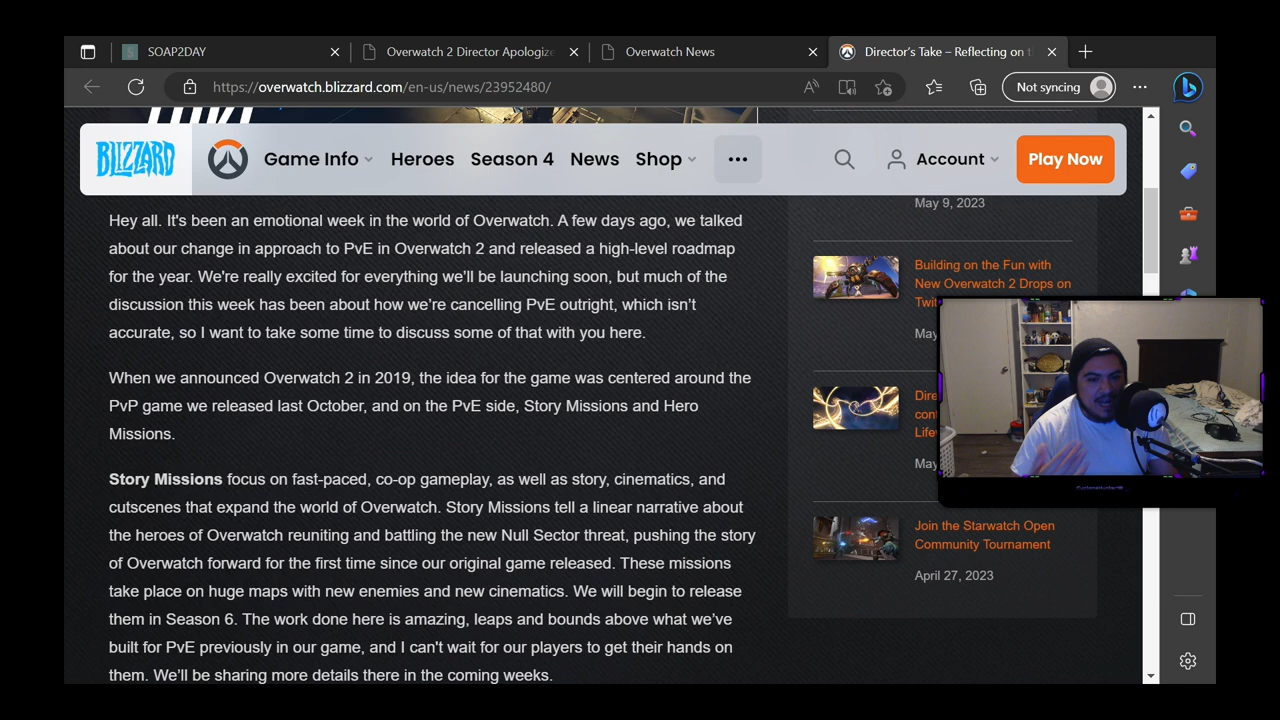 SOAP2DAY
Overwatch 2 Director Apologize
Overwatch News
Director's Take – Reflecting on t
https://overwatch.blizzard.com/en-us/news/23952480/
Not syncing
BLIZZARD
Game Info
Heroes
Season 4
News
Shop
Account
Play Now
Hey all. It's been an emotional week in the world of Overwatch. A few days ago, we talked
about our change in approach to PvE in Overwatch 2 and released a high-level roadmap
for the year. We're really excited for everything we'll be launching soon, but much of the
discussion this week has been about how we're cancelling PvE outright, which isn't
accurate, so I want to take some time to discuss some of that with you here.
When we announced Overwatch 2 in 2019, the idea for the game was centered around the
PvP game we released last October, and on the PvE side, Story Missions and Hero
Missions.
Story Missions focus on fast-paced, co-op gameplay, as well as story, cinematics, and
cutscenes that expand the world of Overwatch. Story Missions tell a linear narrative about
the heroes of Overwatch reuniting and battling the new Null Sector threat, pushing the story
of Overwatch forward for the first time since our original game released. These missions
take place on huge maps with new enemies and new cinematics. We will begin to release
them in Season 6. The work done here is amazing, leaps and bounds above what we've
built for PvE previously in our game, and I can't wait for our players to get their hands on
them. We'll be sharing more details there in the coming weeks.
May 9, 2023
Building on the Fun with
New Overwatch 2 Drops on
Twit
May
Dire
cont
Life
May
Join the Starwatch Open
Community Tournament
April 27, 2023